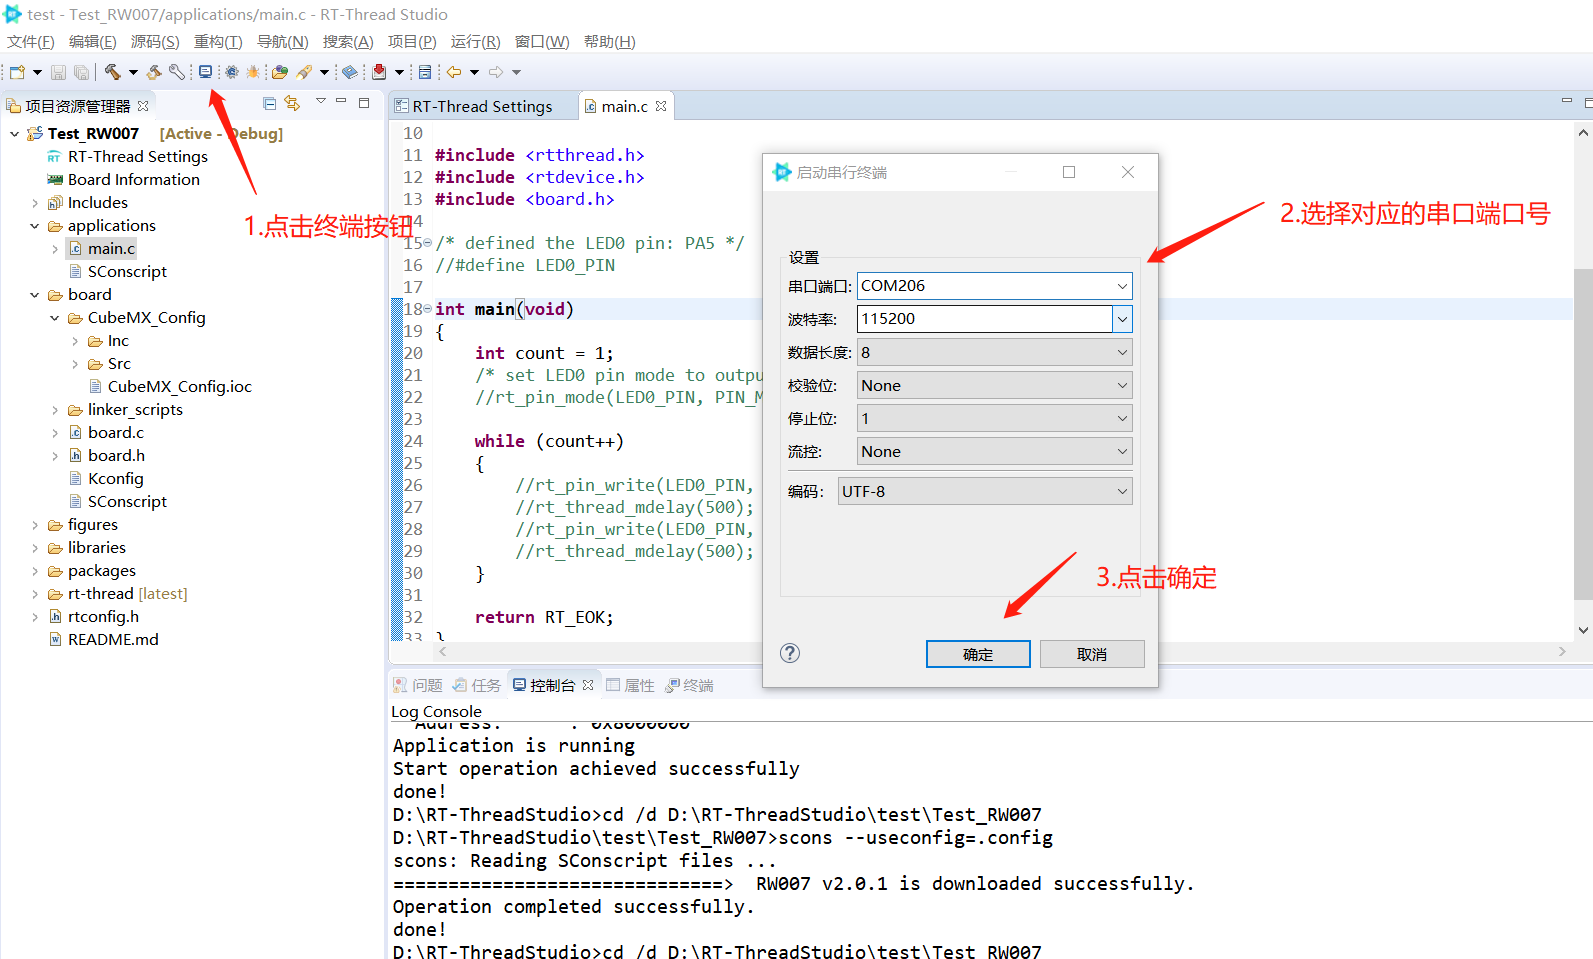 test - Test_RW007/applications/main.c - RT-Thread Studio
文件(F) 编辑(E) 源码(S) 重构(T) 导航(N) 搜索(A) 项目(P) 运行(R) 窗口(W) 帮助(H)
项目资源管理器
Test_RW007 [Active - Debug]
RT-Thread Settings
Board Information
Includes
applications
main.c
SConscript
board
CubeMX_Config
Inc
Src
CubeMX_Config.ioc
linker_scripts
board.c
board.h
Kconfig
SConscript
figures
libraries
packages
rt-thread [latest]
rtconfig.h
README.md
1.点击终端按钮
RT-Thread Settings main.c
10
11 #include <rtthread.h>
12 #include <rtdevice.h>
13 #include <board.h>
14
15 /* defined the LED0 pin: PA5 */
16 //#define LED0_PIN
17
18 int main(void)
19 {
20 int count = 1;
21 /* set LED0 pin mode to outpu
22 //rt_pin_mode(LED0_PIN, PIN_M
23
24 while (count++)
25 {
26 //rt_pin_write(LED0_PIN,
27 //rt_thread_mdelay(500);
28 //rt_pin_write(LED0_PIN,
29 //rt_thread_mdelay(500);
30 }
31
32 return RT_EOK;
33 }
启动串行终端
设置
串口端口: COM206
波特率: 115200
数据长度: 8
校验位: None
停止位: 1
流控: None
编码: UTF-8
确定 取消
2.选择对应的串口端口号
3.点击确定
问题 任务 控制台 属性 终端
Log Console
Address: : 0x8000000
Application is running
Start operation achieved successfully
done!
D:\RT-ThreadStudio>cd /d D:\RT-ThreadStudio\test\Test_RW007
D:\RT-ThreadStudio\test\Test_RW007>scons --useconfig=.config
scons: Reading SConscript files ...
==============================> RW007 v2.0.1 is downloaded successfully.
Operation completed successfully.
done!
D:\RT-ThreadStudio>cd /d D:\RT-ThreadStudio\test\Test_RW007